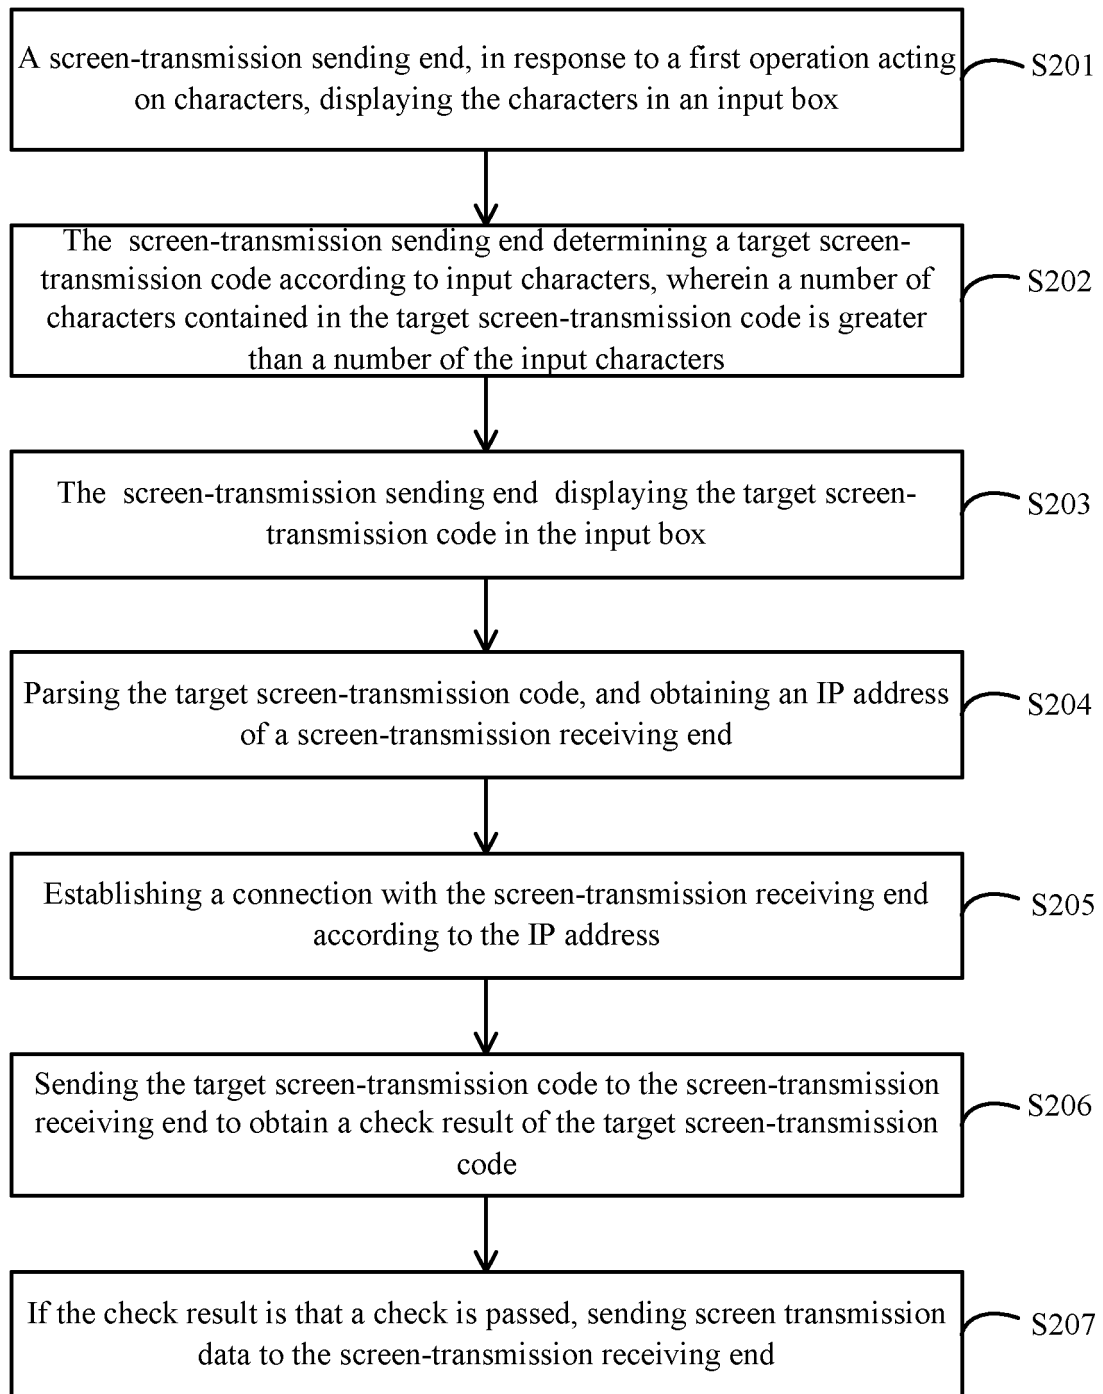 A screen-transmission sending end, in response to a first operation acting
on characters, displaying the characters in an input box
S201
The screen-transmission sending end determining a target screen-
transmission code according to input characters, wherein a number of
characters contained in the target screen-transmission code is greater
than a number of the input characters
S202
The screen-transmission sending end displaying the target screen-
transmission code in the input box
S203
Parsing the target screen-transmission code, and obtaining an IP address
of a screen-transmission receiving end
S204
Establishing a connection with the screen-transmission receiving end
according to the IP address
S205
Sending the target screen-transmission code to the screen-transmission
receiving end to obtain a check result of the target screen-transmission
code
S206
If the check result is that a check is passed, sending screen transmission
data to the screen-transmission receiving end
S207